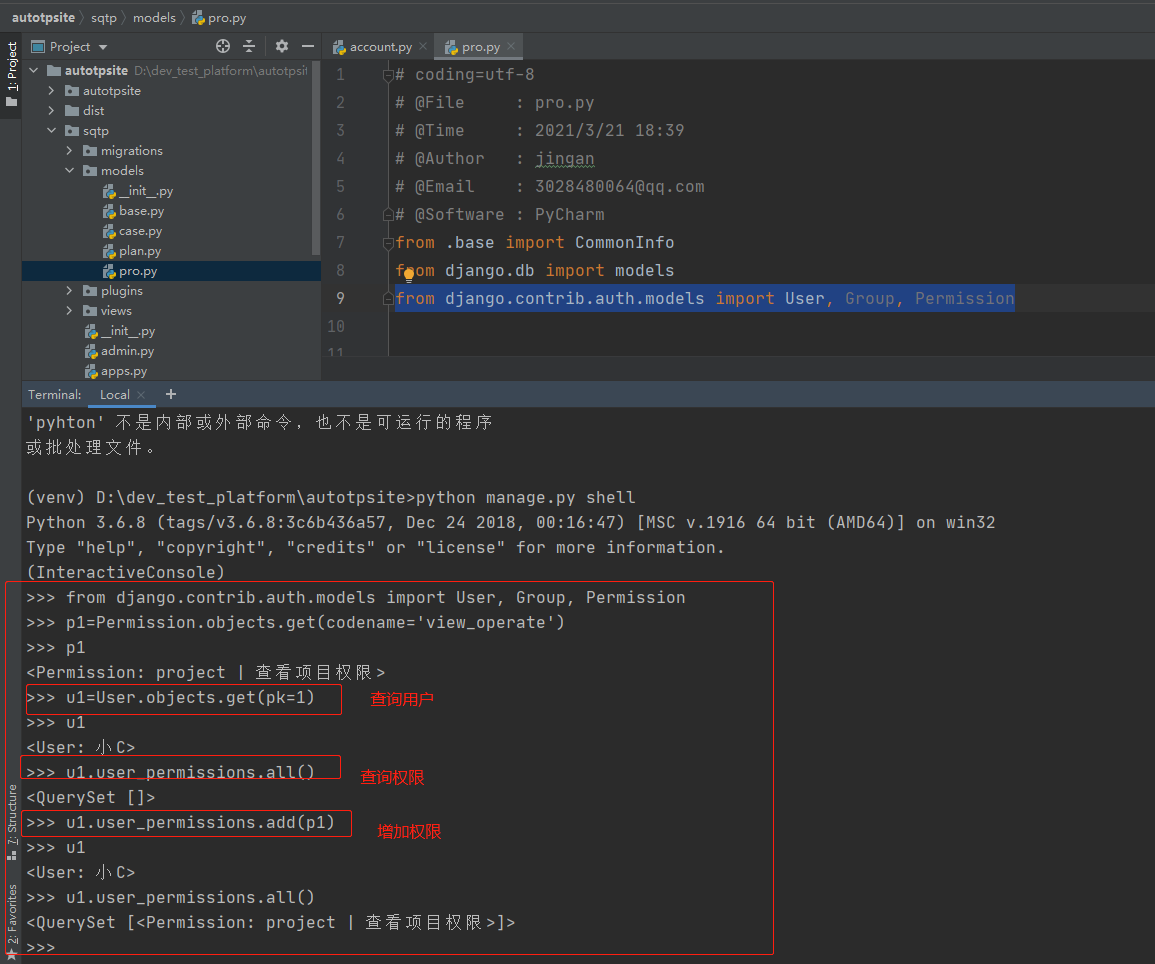 autotpsite sqtp models pro.py
Project
account.py
pro.py
1: Project
autotpsite D:\dev_test_platform\autotpsit
autotpsite
dist
sqtp
migrations
models
__init__.py
base.py
case.py
plan.py
pro.py
plugins
views
__init__.py
admin.py
apps.py
1 # coding=utf-8
2 # @File : pro.py
3 # @Time : 2021/3/21 18:39
4 # @Author : jingan
5 # @Email : 3028480064@qq.com
6 # @Software : PyCharm
7 from .base import CommonInfo
8 from django.db import models
9 from django.contrib.auth.models import User, Group, Permission
10
11
Terminal: Local +
'pyhton' 不是内部或外部命令，也不是可运行的程序
或批处理文件。
(venv) D:\dev_test_platform\autotpsite>python manage.py shell
Python 3.6.8 (tags/v3.6.8:3c6b436a57, Dec 24 2018, 00:16:47) [MSC v.1916 64 bit (AMD64)] on win32
Type "help", "copyright", "credits" or "license" for more information.
(InteractiveConsole)
>>> from django.contrib.auth.models import User, Group, Permission
>>> p1=Permission.objects.get(codename='view_operate')
>>> p1
<Permission: project | 查看项目权限>
>>> u1=User.objects.get(pk=1) 查询用户
>>> u1
<User: 小C>
>>> u1.user_permissions.all() 查询权限
<QuerySet []>
>>> u1.user_permissions.add(p1) 增加权限
>>> u1
<User: 小C>
>>> u1.user_permissions.all()
<QuerySet [<Permission: project | 查看项目权限>]>
>>>
7: Structure
2: Favorites